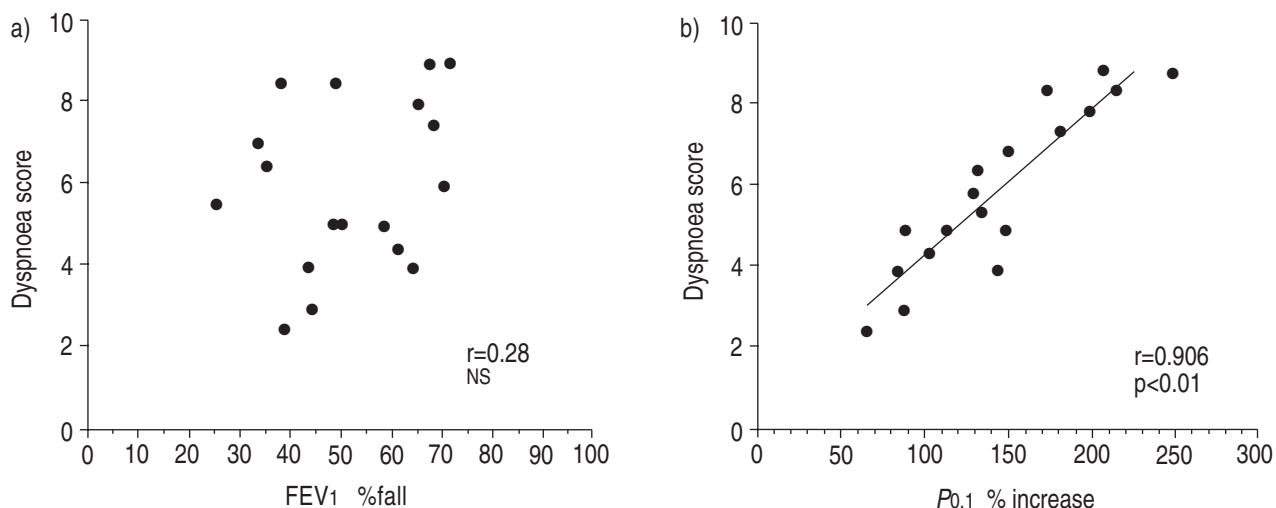 a)
10
8
6
4
2
0
Dyspnoea score
0 10 20 30 40 50 60 70 80 90 100
FEV1 %fall
r=0.28
NS
b)
10
8
6
4
2
0
Dyspnoea score
0 50 100 150 200 250 300
P0.1 % increase
r=0.906
p<0.01